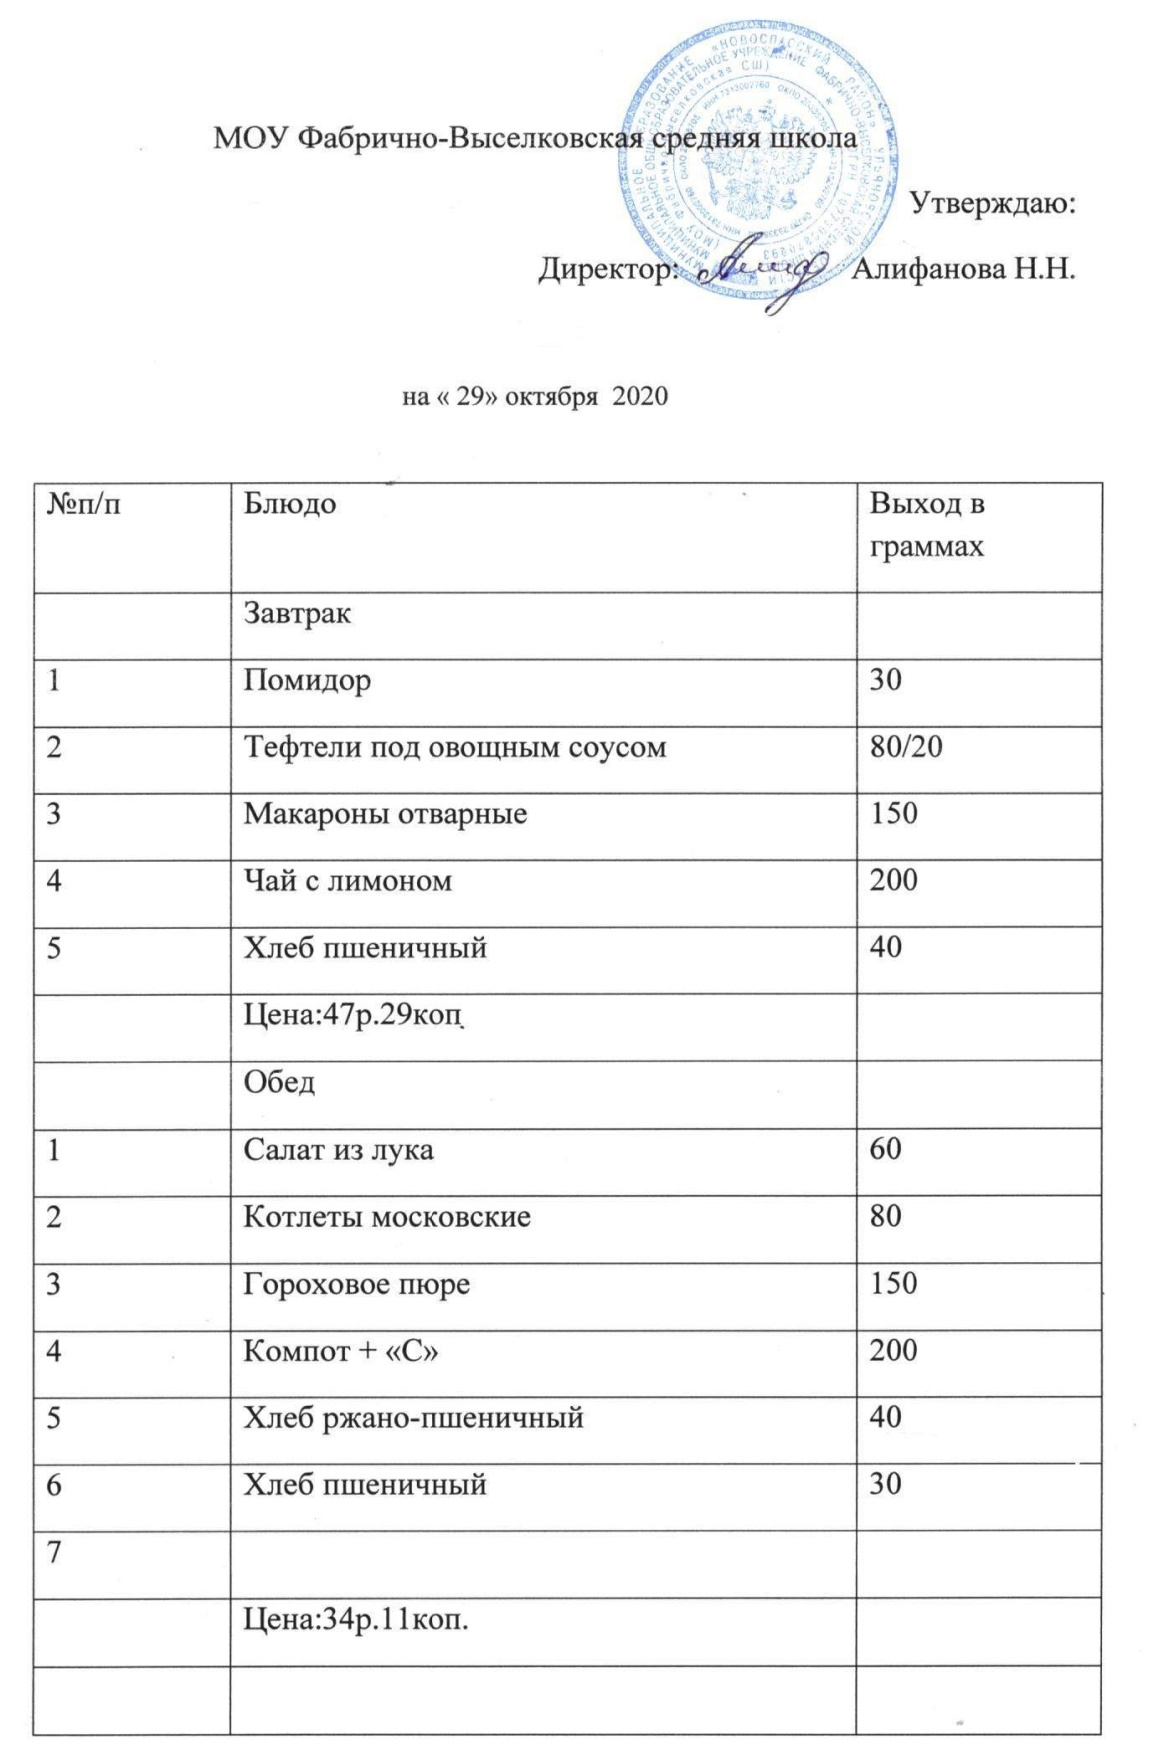 МОУ Фабрично-Выселковская средняя школа
Утверждаю:
Директор: Алифанова Н.Н.
на « 29» октября 2020
№п/п Блюдо Выход в
граммах
Завтрак
1 Помидор 30
2 Тефтели под овощным соусом 80/20
3 Макароны отварные 150
4 Чай с лимоном 200
5 Хлеб пшеничный 40
Цена:47р.29коп.
Обед
1 Салат из лука 60
2 Котлеты московские 80
3 Гороховое пюре 150
4 Компот + «С» 200
5 Хлеб ржано-пшеничный 40
6 Хлеб пшеничный 30
7
Цена:34р.11коп.